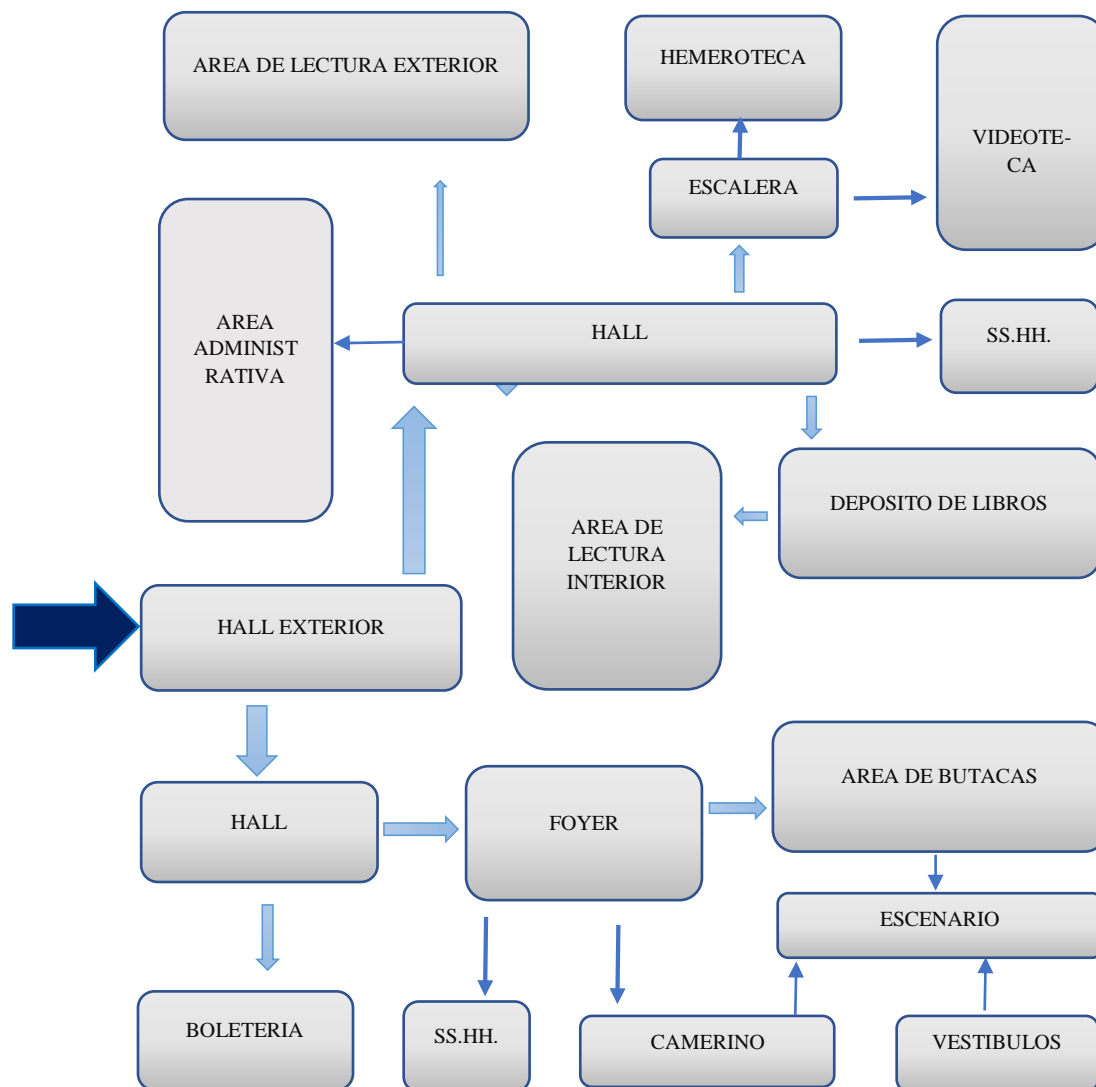 AREA DE LECTURA EXTERIOR
HEMEROTECA
VIDEOTE-
CA
ESCALERA
AREA
ADMINIST
RATIVA
HALL
SS.HH.
AREA DE
LECTURA
INTERIOR
DEPOSITO DE LIBROS
HALL EXTERIOR
HALL
FOYER
AREA DE BUTACAS
ESCENARIO
BOLETERIA
SS.HH.
CAMERINO
VESTIBULOS